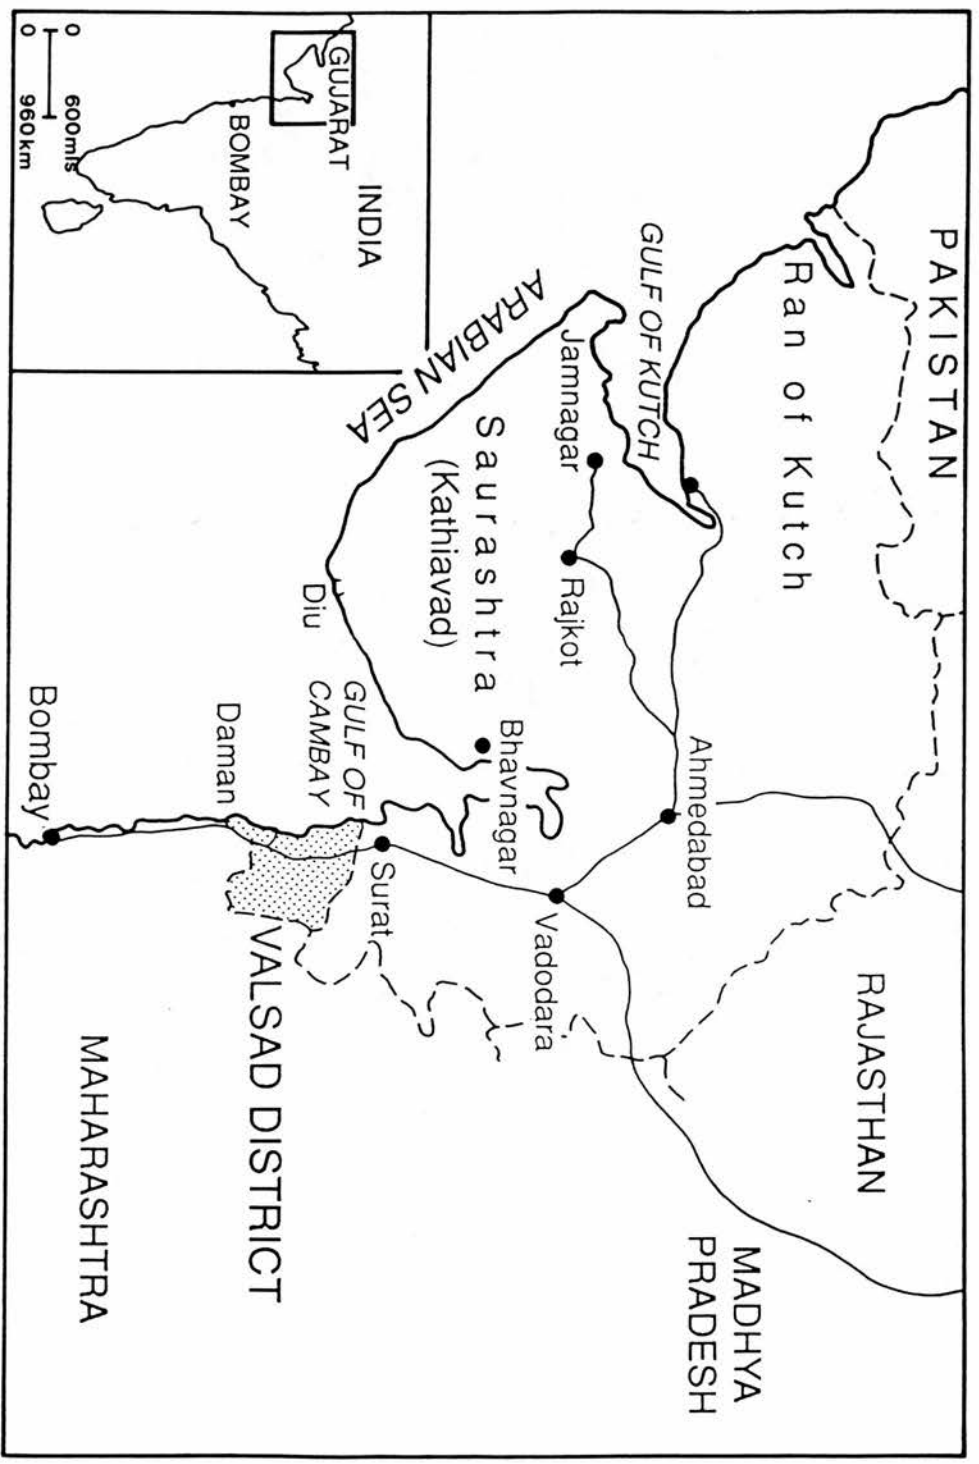 PAKISTAN
Ran of Kutch
GULF OF KUTCH
Jamnagar
Rajkot
Ahmedabad
RAJASTHAN
MADHYA
PRADESH
ARABIAN SEA
Saurashtra
(Kathiavad)
Bhavnagar
Vadodara
Diu
GULF OF
CAMBAY
Surat
Daman
VALSAD DISTRICT
Bombay
MAHARASHTRA
GUJARAT
INDIA
BOMBAY
0 600mls
0 960km